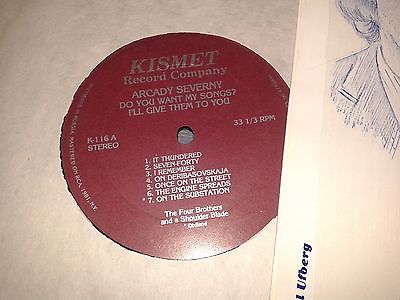 KISMET
Record Company
ARCADY SEVERNY
DO YOU WANT MY SONGS?
I'LL GIVE THEM TO YOU
K-116 A
STEREO
33 1/3 RPM
1. IT THUNDERED
2. SEVEN-FORTY
3. I REMEMBER
4. ON DERIBASOVSKAJA
5. ONCE ON THE STREET
6. THE ENGINE SPREADS
* 7. ON THE SUBSTATION
The Four Brothers
and a Shoulder Blade
* Dixiland
l Ufberg